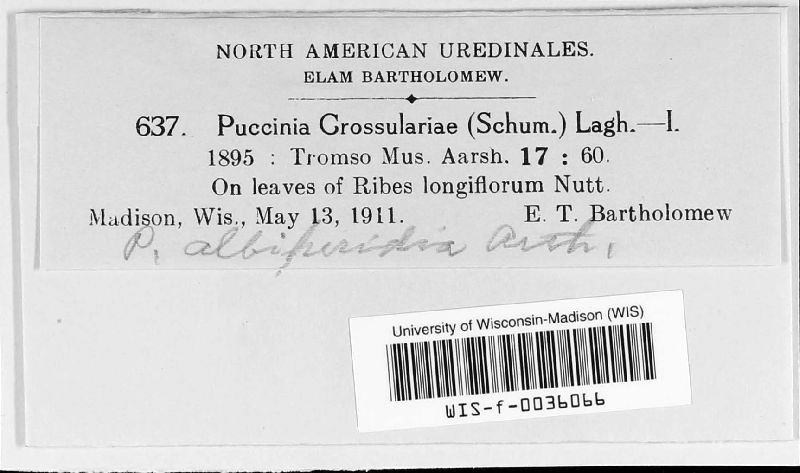 NORTH AMERICAN UREDINALES.
ELAM BARTHOLOMEW.
637. Puccinia Grossulariae (Schum.) Lagh.—I.
1895 : Tromso Mus. Aarsh. 17 : 60.
On leaves of Ribes longiflorum Nutt.
Madison, Wis., May 13, 1911. E. T. Bartholomew
P. albiperidia Arth.
University of Wisconsin-Madison (WIS)
WIS-f-0036066